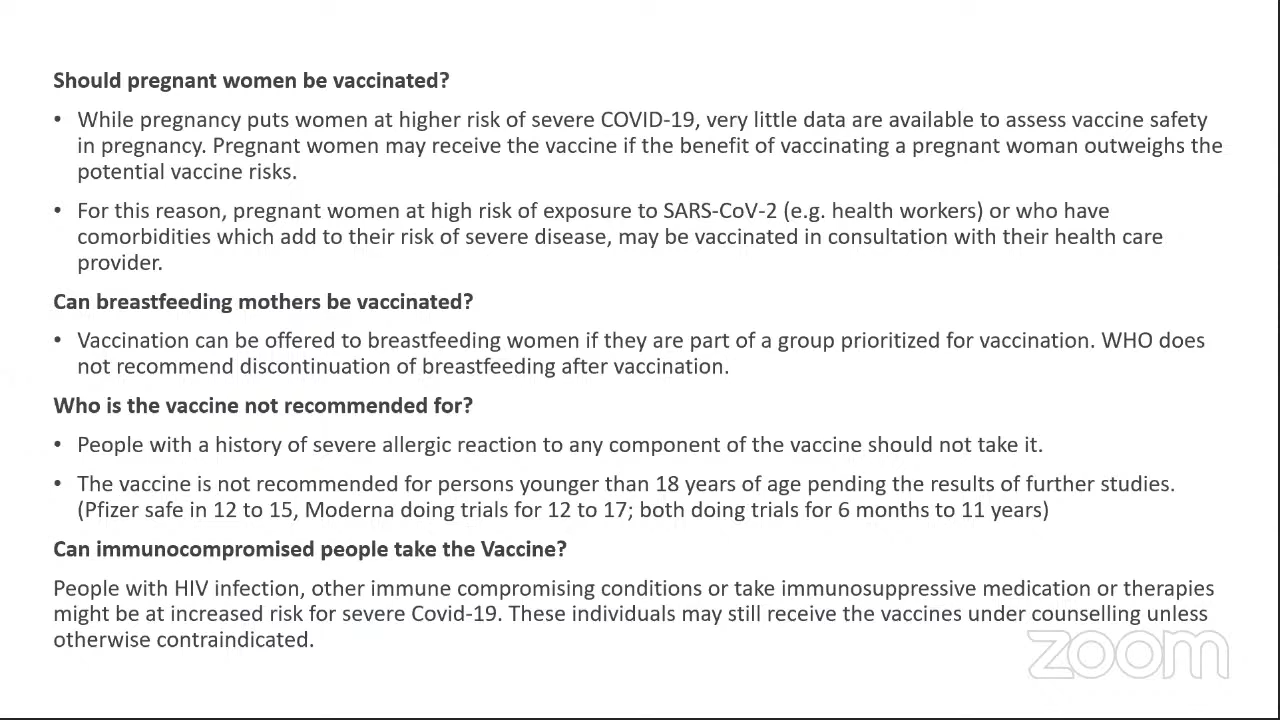 Should pregnant women be vaccinated?
• While pregnancy puts women at higher risk of severe COVID-19, very little data are available to assess vaccine safety
in pregnancy. Pregnant women may receive the vaccine if the benefit of vaccinating a pregnant woman outweighs the
potential vaccine risks.
• For this reason, pregnant women at high risk of exposure to SARS-CoV-2 (e.g. health workers) or who have
comorbidities which add to their risk of severe disease, may be vaccinated in consultation with their health care
provider.
Can breastfeeding mothers be vaccinated?
• Vaccination can be offered to breastfeeding women if they are part of a group prioritized for vaccination. WHO does
not recommend discontinuation of breastfeeding after vaccination.
Who is the vaccine not recommended for?
• People with a history of severe allergic reaction to any component of the vaccine should not take it.
• The vaccine is not recommended for persons younger than 18 years of age pending the results of further studies.
(Pfizer safe in 12 to 15, Moderna doing trials for 12 to 17; both doing trials for 6 months to 11 years)
Can immunocompromised people take the Vaccine?
People with HIV infection, other immune compromising conditions or take immunosuppressive medication or therapies
might be at increased risk for severe Covid-19. These individuals may still receive the vaccines under counselling unless
otherwise contraindicated.
zoom